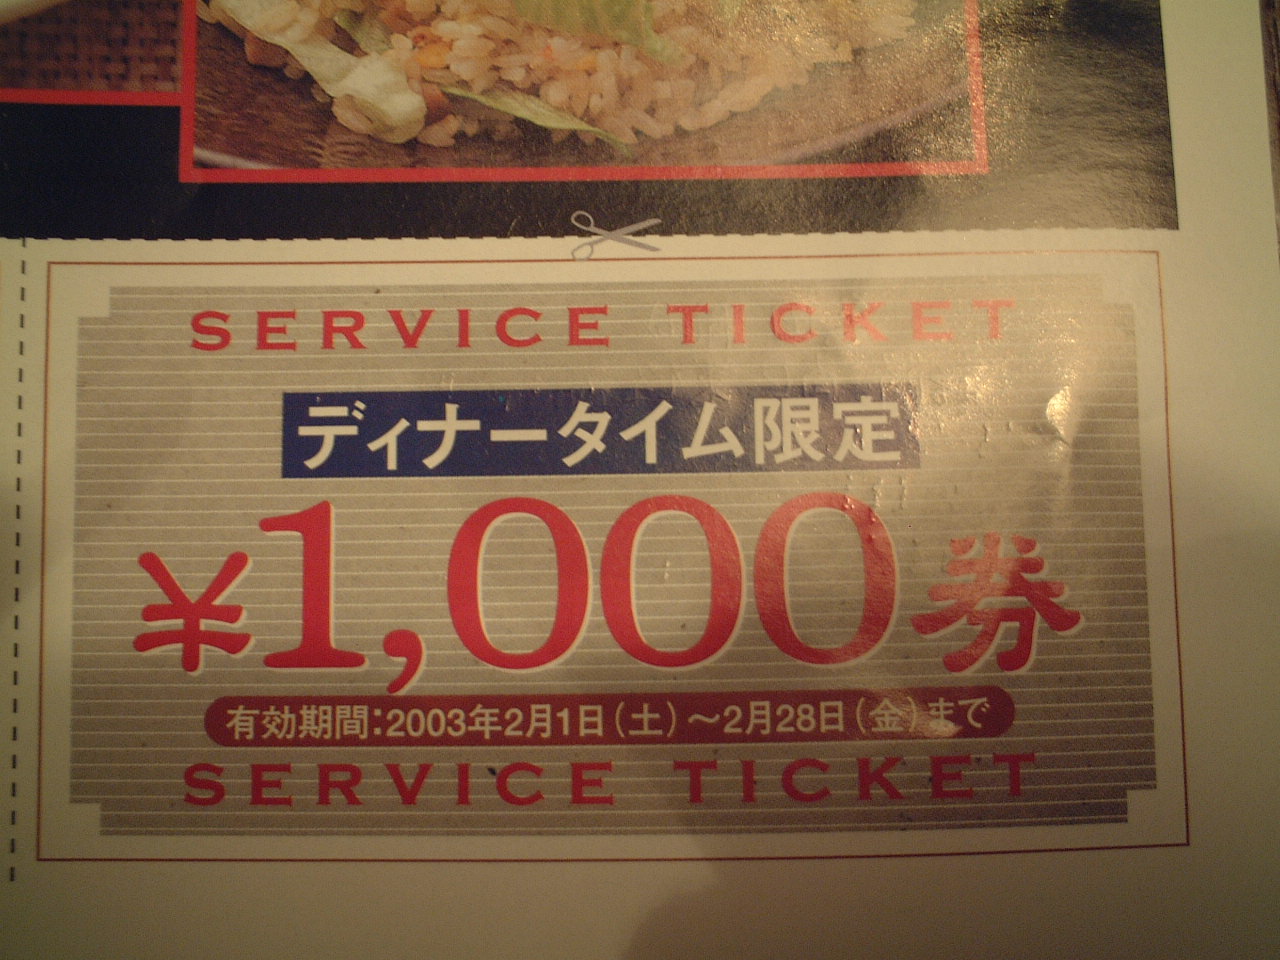 SERVICE TICKET
ディナータイム限定
¥1,000券
有効期間:2003年2月1日(土)〜2月28日(金)まで
SERVICE TICKET